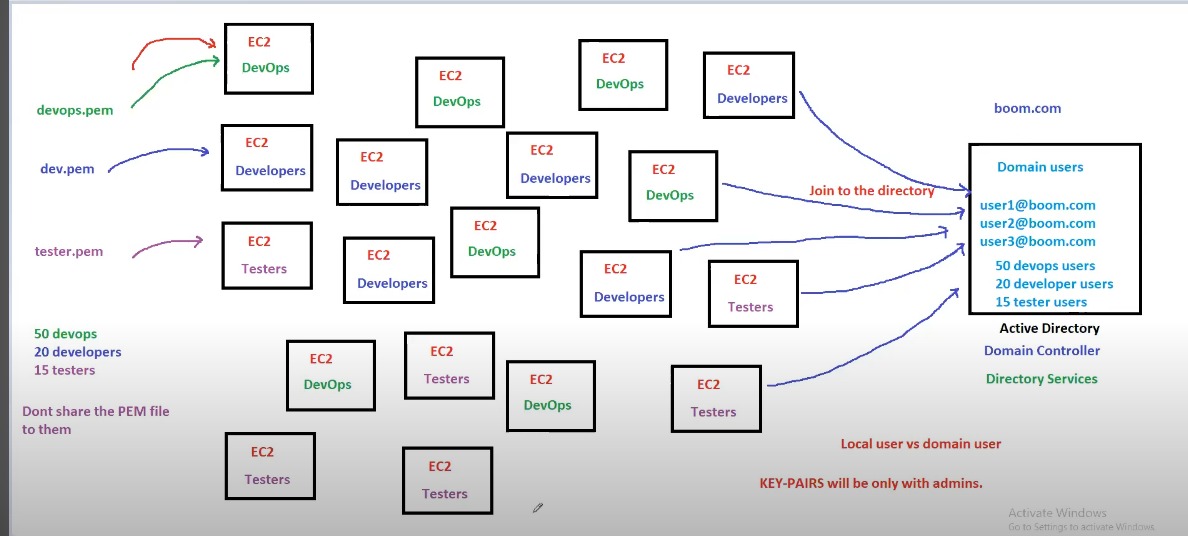 EC2
DevOps
EC2
DevOps
EC2
DevOps
EC2
Developers
boom.com
devops.pem
dev.pem
EC2
Developers
EC2
Developers
EC2
Developers
EC2
DevOps
Join to the directory
Domain users
user1@boom.com
user2@boom.com
user3@boom.com
50 devops users
20 developer users
15 tester users
Active Directory
Domain Controller
Directory Services
tester.pem
EC2
Testers
EC2
Developers
EC2
DevOps
EC2
Developers
EC2
Testers
50 devops
20 developers
15 testers
Dont share the PEM file
to them
EC2
DevOps
EC2
Testers
EC2
DevOps
EC2
Testers
EC2
Testers
EC2
Testers
Local user vs domain user
KEY-PAIRS will be only with admins.
Activate Windows
Go to Settings to activate Windows.